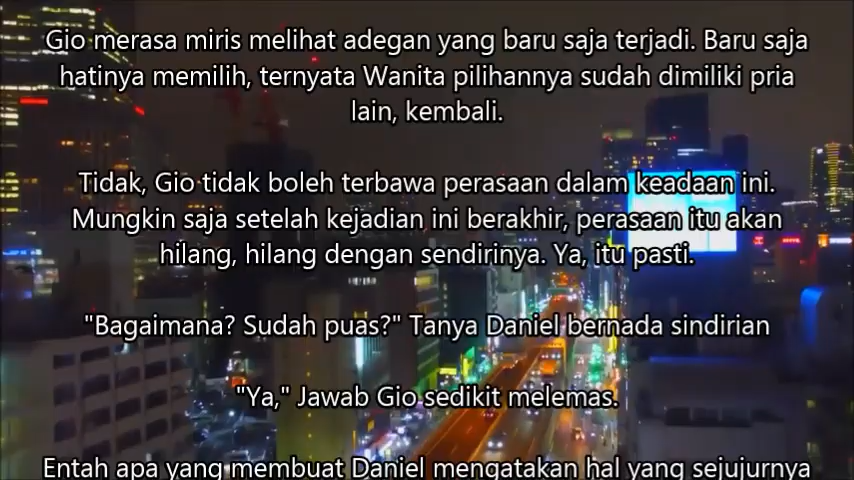 Gio merasa miris melihat adegan yang baru saja terjadi. Baru saja
hatinya memilih, ternyata Wanita pilihannya sudah dimiliki pria
lain, kembali.
Tidak, Gio tidak boleh terbawa perasaan dalam keadaan ini.
Mungkin saja setelah kejadian ini berakhir, perasaan itu akan
hilang, hilang dengan sendirinya. Ya, itu pasti.
"Bagaimana? Sudah puas?" Tanya Daniel bernada sindirian
"Ya," Jawab Gio sedikit melemas.
Entah apa yang membuat Daniel mengatakan hal yang sejujurnya